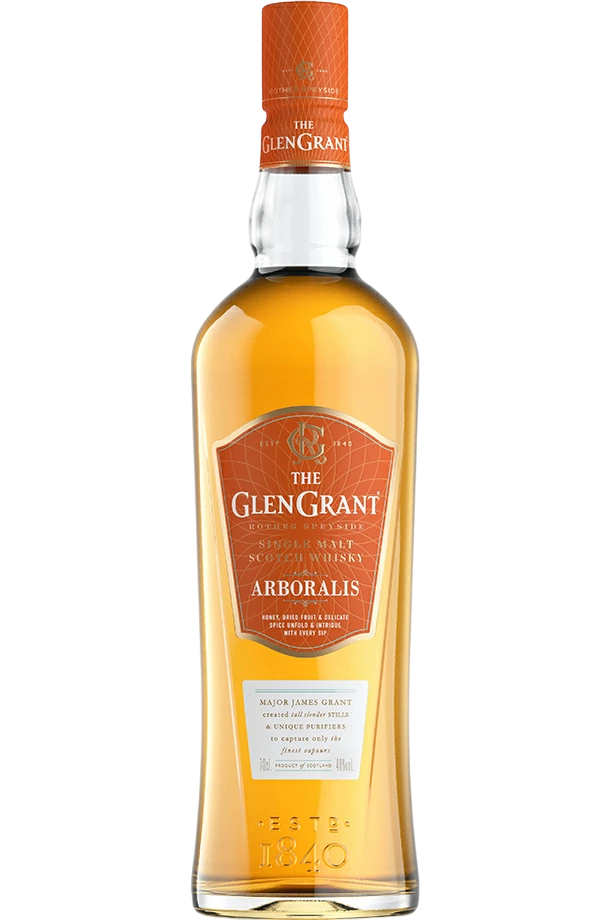 ESTD 1840
ROTHES SPEYSIDE
THE
GLENGRANT
ESTD 1840
THE
GLENGRANT®
ROTHES SPEYSIDE
SINGLE MALT
SCOTCH WHISKY
ARBORALIS
HONEY, DRIED FRUIT & DELICATE
SPICE UNFOLD & INTRIGUE
WITH EVERY SIP
MAJOR JAMES GRANT
created tall slender STILLS
& UNIQUE PURIFIERS
to capture only the
finest vapours
70cl. PRODUCT of SCOTLAND 40%vol.
·ESTD·
1840